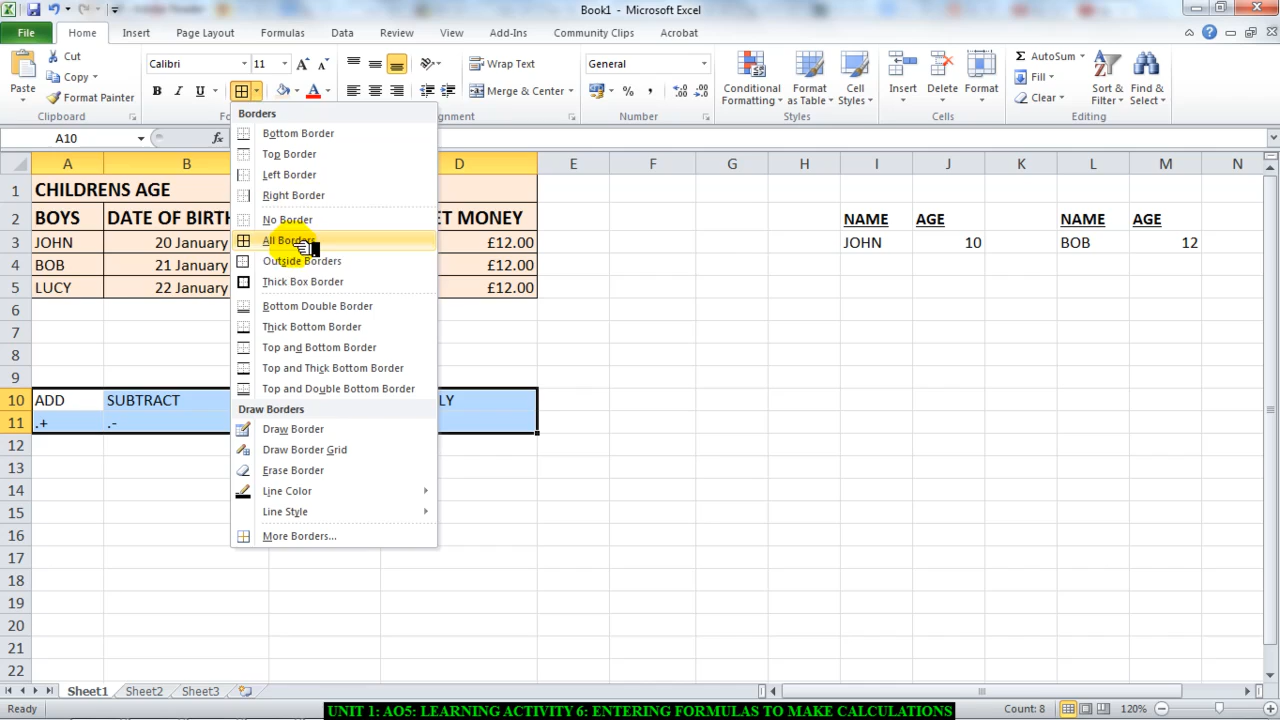 Book1 - Microsoft Excel
File Home Insert Page Layout Formulas Data Review View Add-Ins Community Clips Acrobat
Paste
Cut
Copy
Format Painter
Clipboard
Calibri 11
B I U A
Wrap Text
Merge & Center
General
% ,
Number
Conditional Formatting
Format as Table
Cell Styles
Styles
Insert
Delete
Format
Cells
AutoSum
Fill
Clear
Sort & Filter
Find & Select
Editing
A10 fx
Borders
Bottom Border
Top Border
Left Border
Right Border
No Border
All Borders
Outside Borders
Thick Box Border
Bottom Double Border
Thick Bottom Border
Top and Bottom Border
Top and Thick Bottom Border
Top and Double Bottom Border
Draw Borders
Draw Border
Draw Border Grid
Erase Border
Line Color
Line Style
More Borders...
A B D E F G H I J K L M N
1 CHILDRENS AGE
2 BOYS DATE OF BIRTH ET MONEY NAME AGE NAME AGE
3 JOHN 20 January £12.00 JOHN 10 BOB 12
4 BOB 21 January £12.00
5 LUCY 22 January £12.00
6
7
8
9
10 ADD SUBTRACT LY
11 .+ .-
12
13
14
15
16
17
18
19
20
21
22
Sheet1 Sheet2 Sheet3
Ready Count: 8 120%
UNIT 1: AO5: LEARNING ACTIVITY 6: ENTERING FORMULAS TO MAKE CALCULATIONS